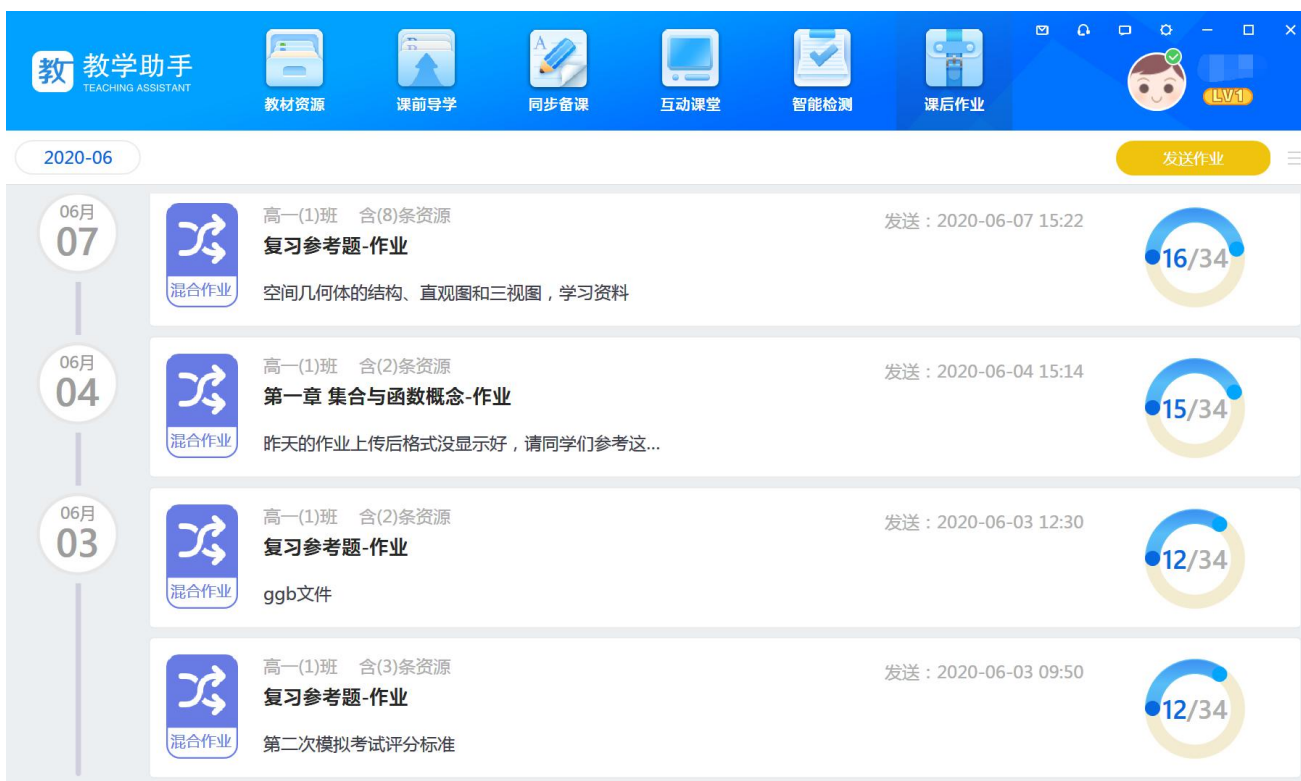 教 教学助手
TEACHING ASSISTANT
教材资源
课前导学
同步备课
互动课堂
智能检测
课后作业
LV1
2020-06
发送作业
06月
07
高一(1)班 含(8)条资源
发送：2020-06-07 15:22
复习参考题-作业
混合作业
空间几何体的结构、直观图和三视图，学习资料
16/34
06月
04
高一(1)班 含(2)条资源
发送：2020-06-04 15:14
第一章 集合与函数概念-作业
混合作业
昨天的作业上传后格式没显示好，请同学们参考这...
15/34
06月
03
高一(1)班 含(2)条资源
发送：2020-06-03 12:30
复习参考题-作业
混合作业
ggb文件
12/34
高一(1)班 含(3)条资源
发送：2020-06-03 09:50
复习参考题-作业
混合作业
第二次模拟考试评分标准
12/34